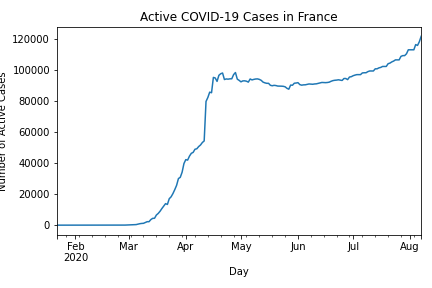 Active COVID-19 Cases in France
Number of Active Cases
120000
100000
80000
60000
40000
20000
0
Feb
2020
Mar
Apr
May
Jun
Jul
Aug
Day